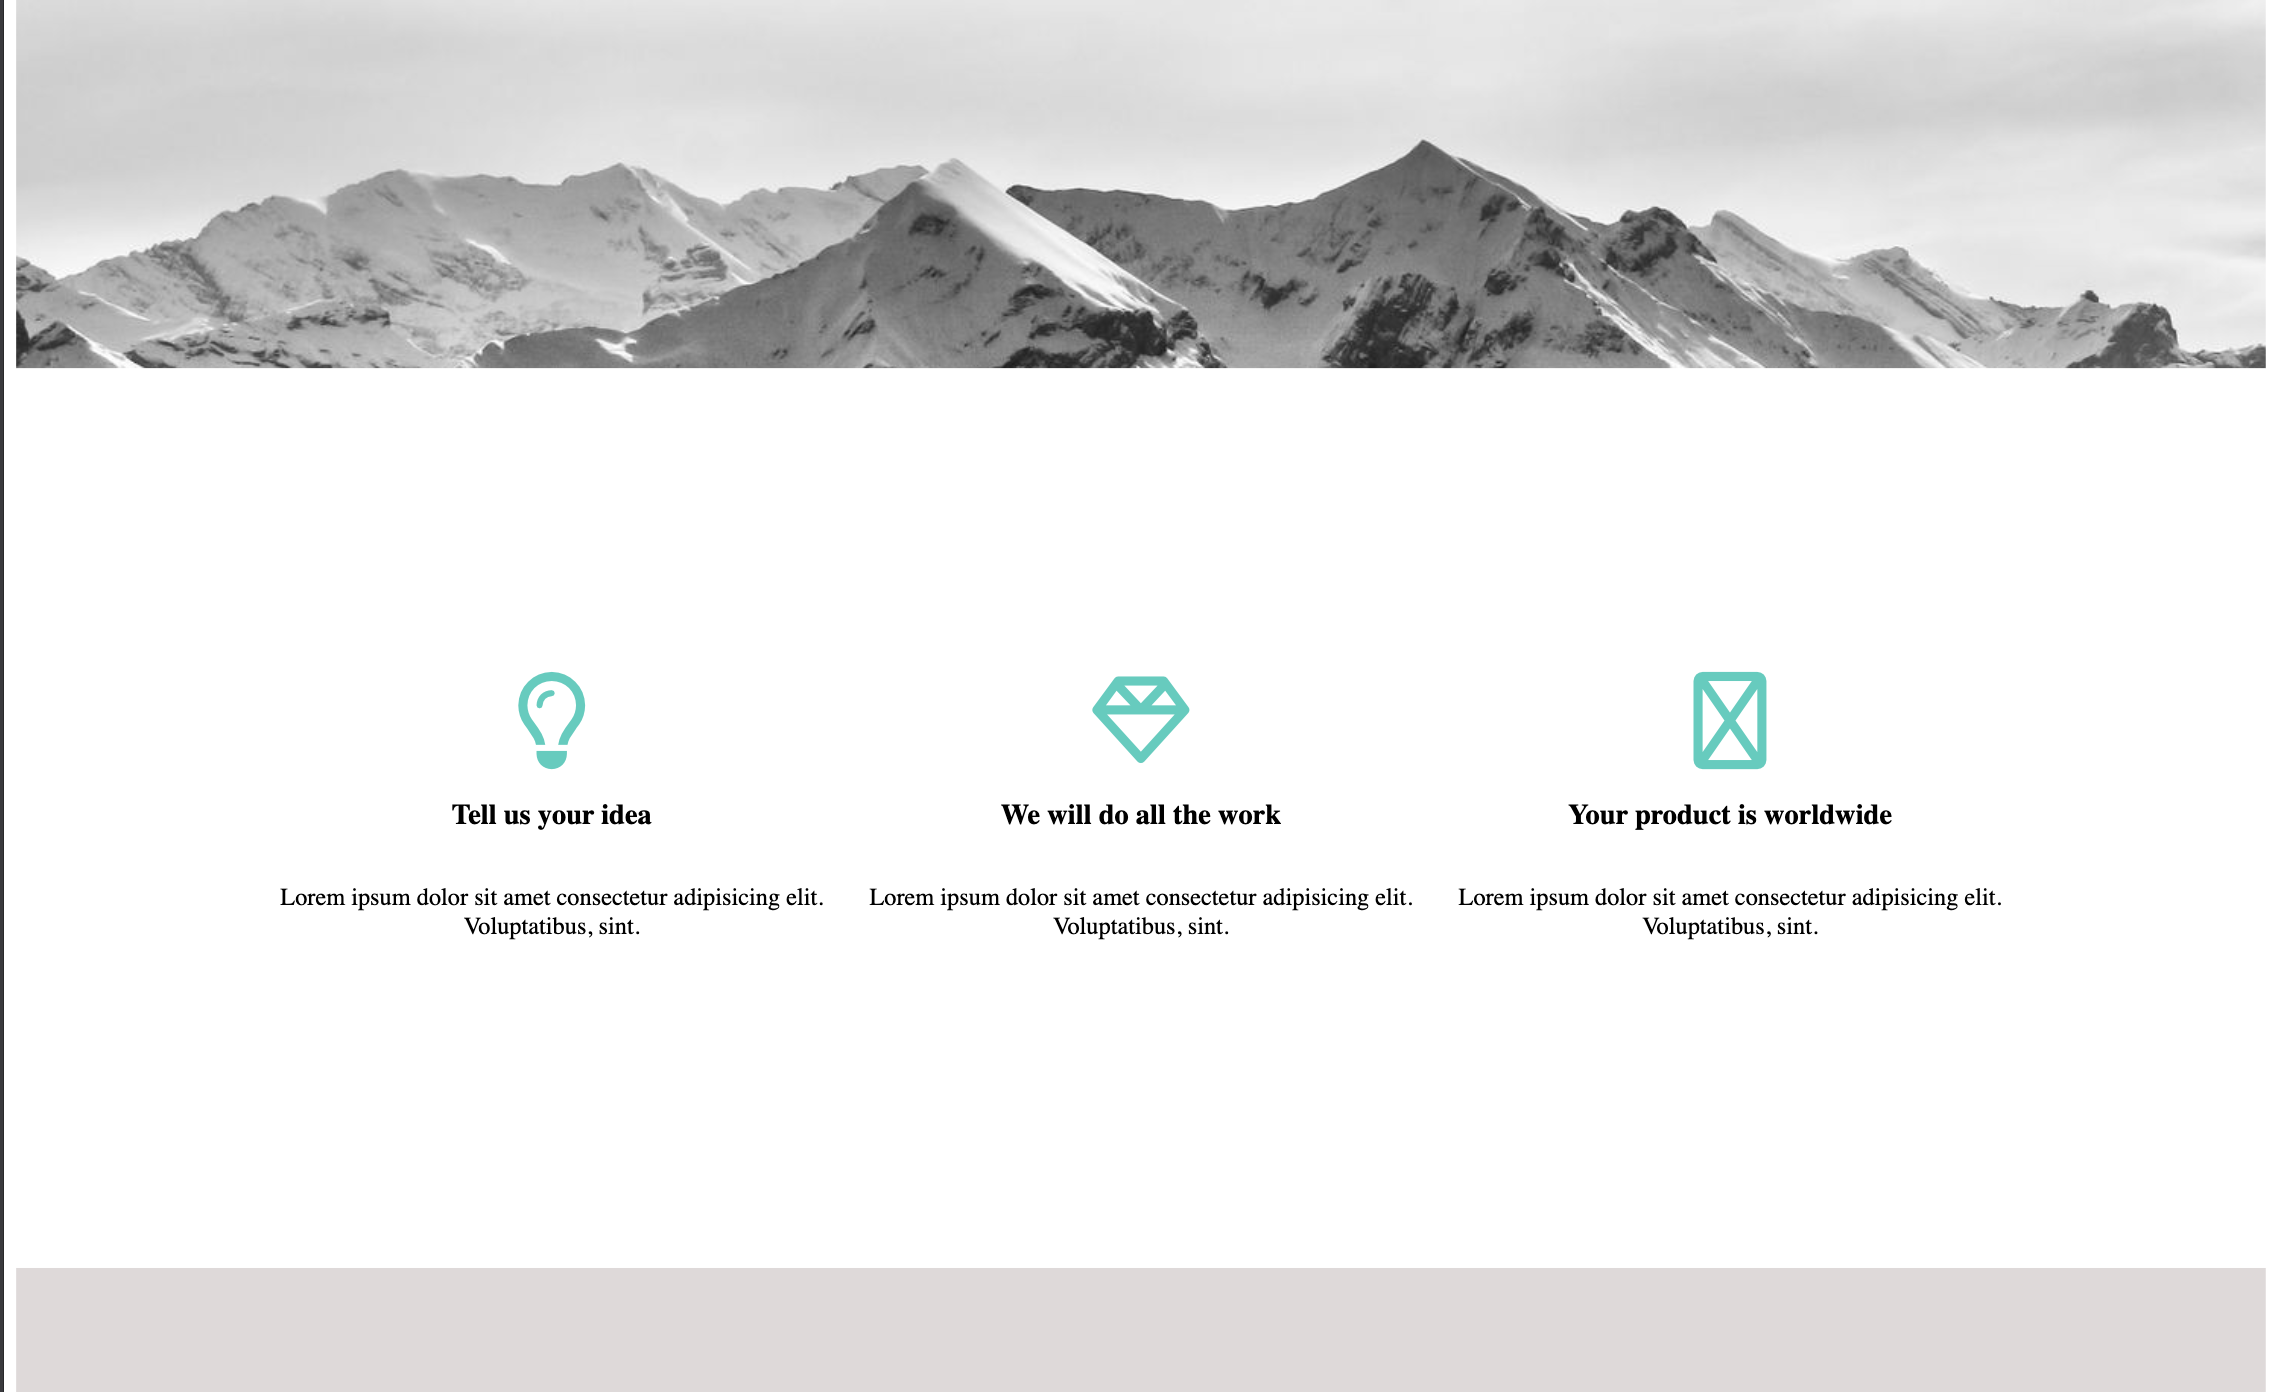 Tell us your idea
We will do all the work
Your product is worldwide
Lorem ipsum dolor sit amet consectetur adipisicing elit.
Voluptatibus, sint.
Lorem ipsum dolor sit amet consectetur adipisicing elit.
Voluptatibus, sint.
Lorem ipsum dolor sit amet consectetur adipisicing elit.
Voluptatibus, sint.